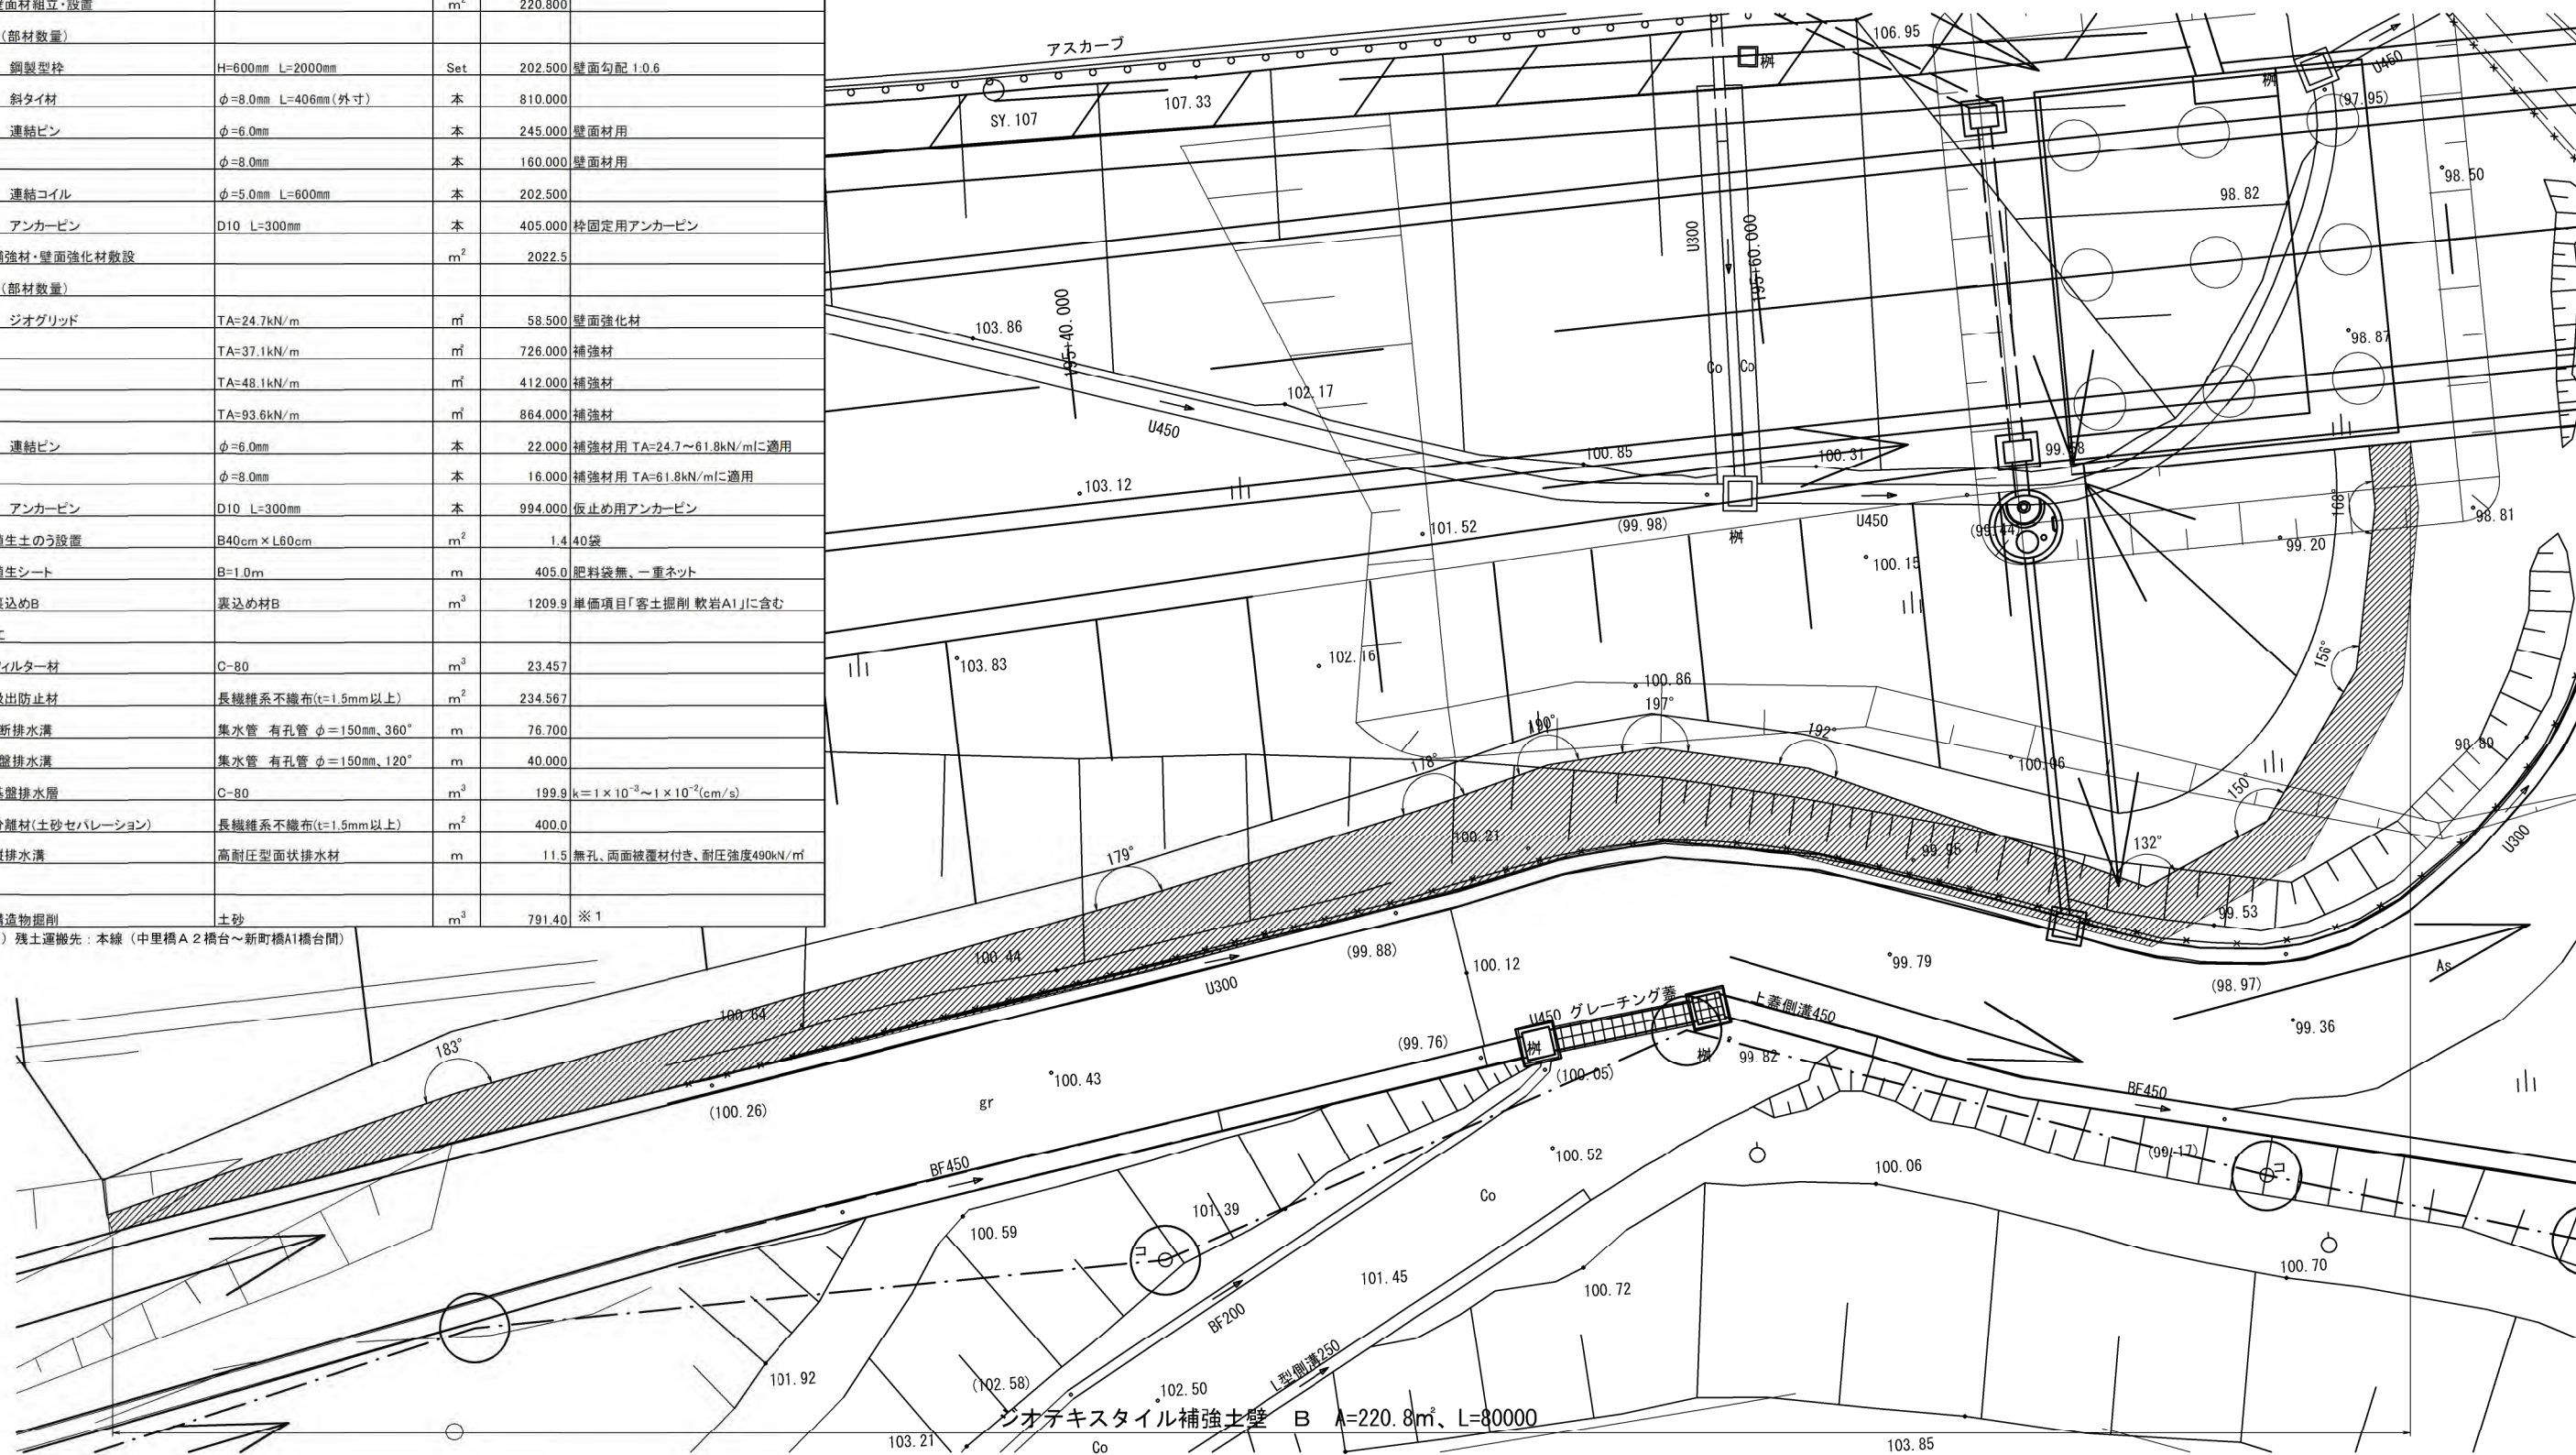 壁面材組立・設置 m² 220.800
(部材数量)
鋼製型枠 H=600mm L=2000mm Set 202.500 壁面勾配 1:0.6
斜タイ材 φ=8.0mm L=406mm(外寸) 本 810.000
連結ピン φ=6.0mm 本 245.000 壁面材用
φ=8.0mm 本 160.000 壁面材用
連結コイル φ=5.0mm L=600mm 本 202.500
アンカーピン D10 L=300mm 本 405.000 枠固定用アンカーピン
強材・壁面強化材敷設 m² 2022.5
(部材数量)
ジオグリッド TA=24.7kN/m ㎡ 58.500 壁面強化材
TA=37.1kN/m ㎡ 726.000 補強材
TA=48.1kN/m ㎡ 412.000 補強材
TA=93.6kN/m ㎡ 864.000 補強材
連結ピン φ=6.0mm 本 22.000 補強材用 TA=24.7～61.8kN/mに適用
φ=8.0mm 本 16.000 補強材用 TA=61.8kN/mに適用
アンカーピン D10 L=300mm 本 994.000 仮止め用アンカーピン
生土のう設置 B40cm×L60cm m² 1.4 40袋
生シート B=1.0m m 405.0 肥料袋無、一重ネット
込めB 裏込め材B m³ 1209.9 単価項目「客土掘削 軟岩A1」に含む
工
ィルター材 C-80 m³ 23.457
出防止材 長繊維系不織布(t=1.5mm以上) m² 234.567
断排水溝 集水管 有孔管 φ=150mm、360° m 76.700
盤排水溝 集水管 有孔管 φ=150mm、120° m 40.000
基盤排水層 C-80 m³ 199.9 k=1×10⁻³～1×10⁻²(cm/s)
離材(土砂セパレーション) 長繊維系不織布(t=1.5mm以上) m² 400.0
排水溝 高耐圧型面状排水材 m 11.5 無孔、両面被覆材付き、耐圧強度490kN/㎡
造物掘削 土砂 m³ 791.40 ※1
) 残土運搬先：本線（中里橋A2橋台～新町橋A1橋台間）
アスカーブ
106.95
桝
桝
U450
(97.95)
107.33
SY.107
98.50
98.82
U300
195+60.000
195+40.000
103.86
98.87
Co
Co
102.17
U450
100.85
100.31
103.12
168°
98.81
101.52
(99.98)
U450
桝
99.20
100.15
103.83
102.16
156°
100.86
197°
192°
178°
100.06
98.89
150°
100.21
99.95
132°
179°
U300
99.53
100.44
(99.88)
100.12
99.79
As
U300
(98.97)
100.64
U450 グレーチング蓋
上蓋側溝450
99.36
183°
(99.76)
桝
桝
99.82
100.43
(100.05)
(100.26)
gr
BF450
BF450
100.52
(99.17)
100.06
コ
Co
101.39
100.59
コ
101.45
100.70
100.72
BF200
L型側溝250
101.92
(102.58)
102.50
ジオテキスタイル補強土壁 B A=220.8㎡、L=80000
103.21
Co
103.85